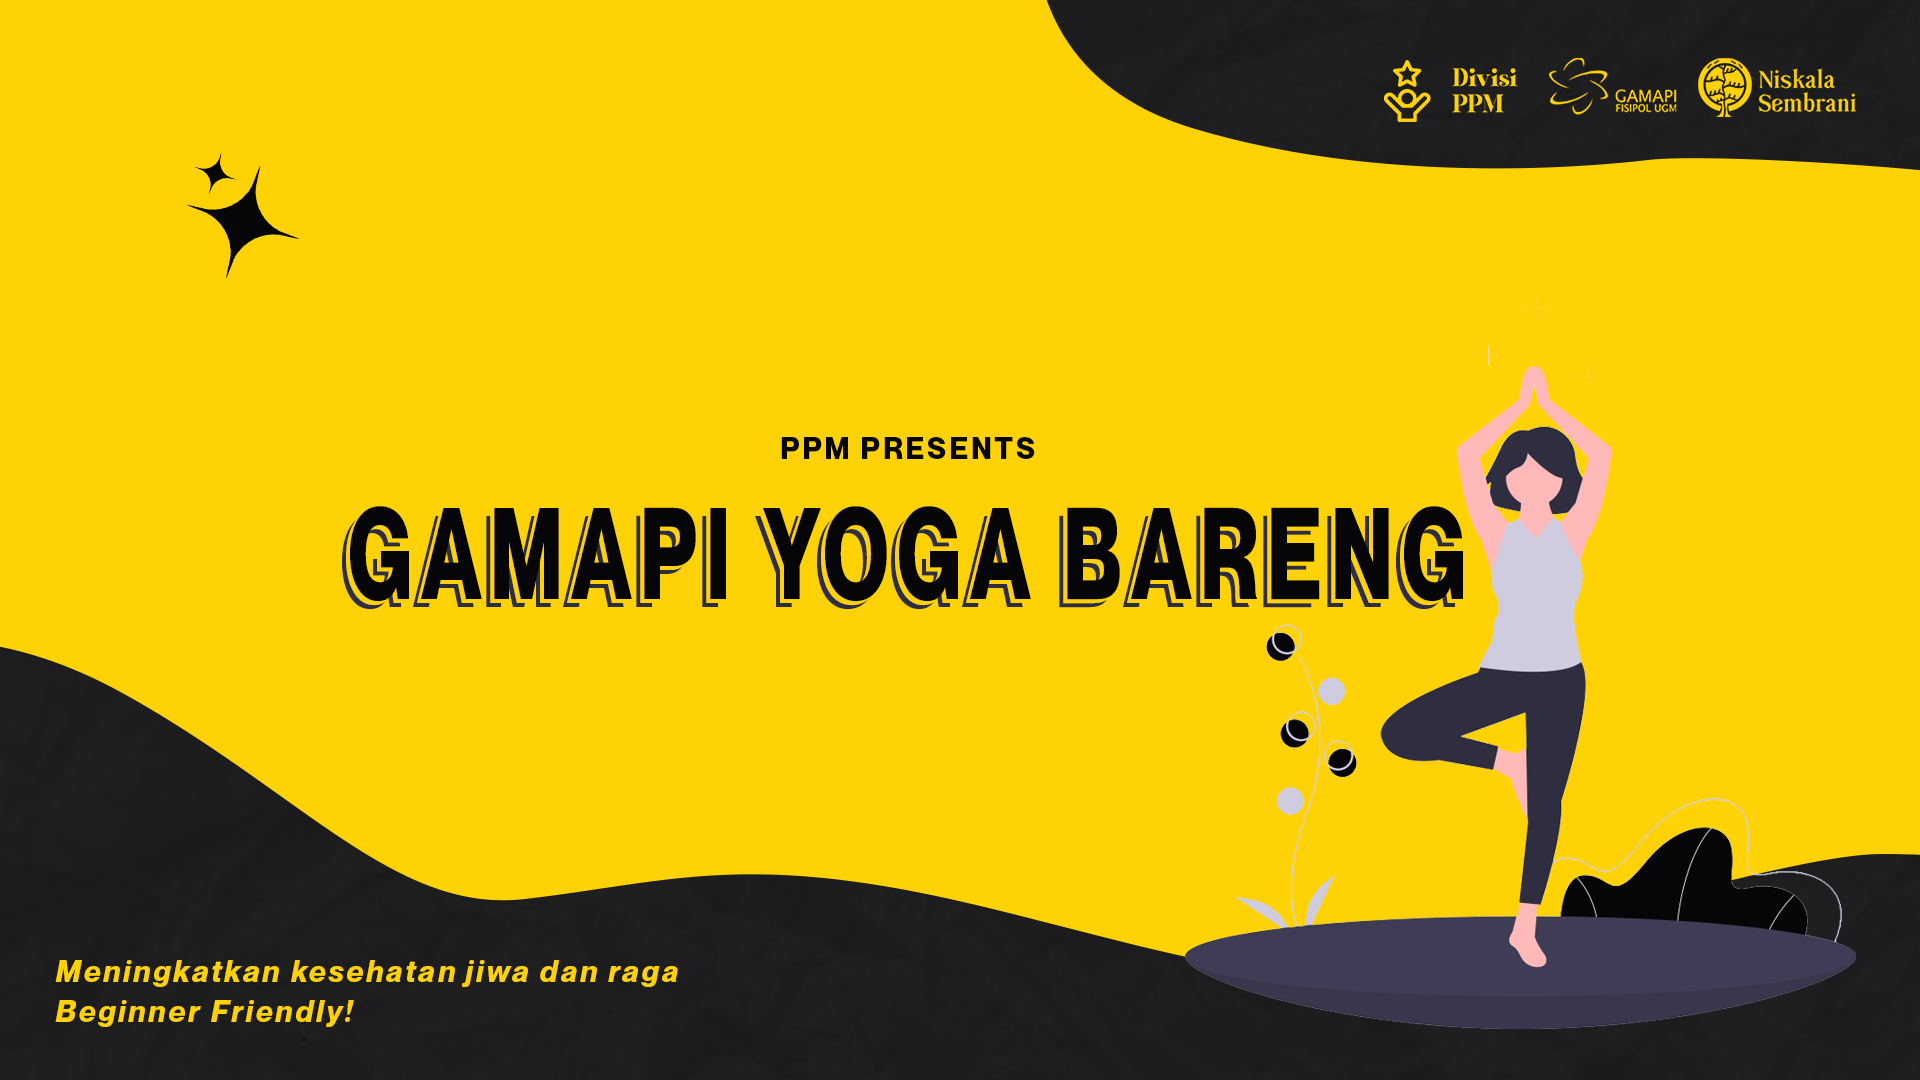 Divisi
PPM
GAMAPI
FISIPOL UGM
Niskala
Sembrani
PPM PRESENTS
GAMAPI YOGA BARENG
Meningkatkan kesehatan jiwa dan raga
Beginner Friendly!